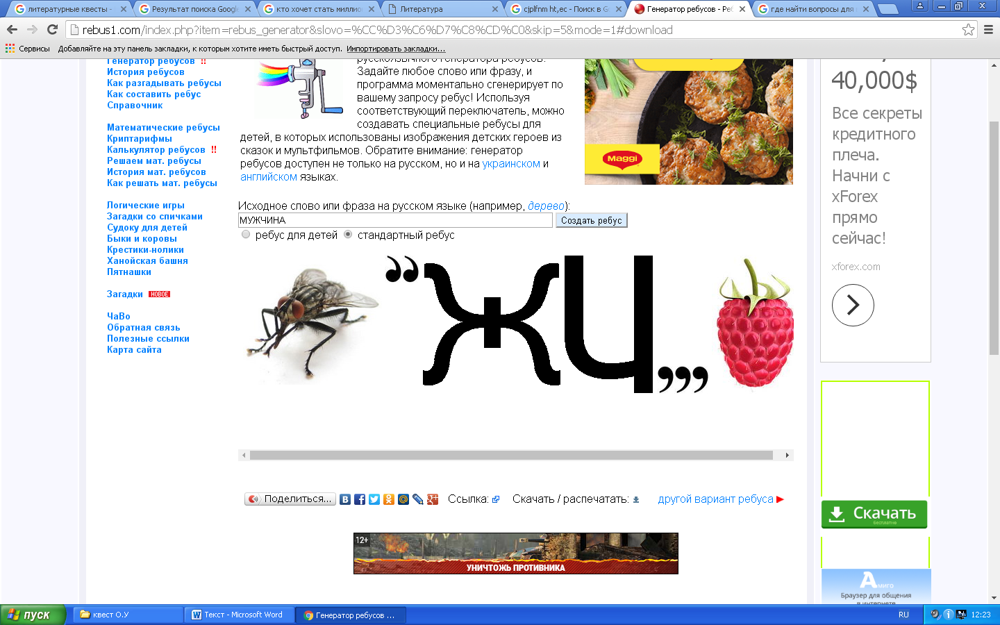 литературные квесты -
Результат поиска Google
кто хочет стать миллио
Литература
cjplfnm ht,ec - Поиск в G
Генератор ребусов - Реб
где найти вопросы для
rebus1.com/index.php?item=rebus_generator&slovo=%CC%D3%C6%D7%C8%CD%C0&skip=5&mode=1#download
Сервисы Добавляйте на эту панель закладки, к которым хотите иметь быстрый доступ. Импортировать закладки...
Генератор ребусов !!
История ребусов
Как разгадывать ребусы
Как составить ребус
Справочник
Математические ребусы
Криптарифмы
Калькулятор ребусов !!
Решаем мат. ребусы
История мат. ребусов
Как решать мат. ребусы
Логические игры
Загадки со спичками
Судоку для детей
Быки и коровы
Крестики-нолики
Ханойская башня
Пятнашки
Загадки НОВОЕ
ЧаВо
Обратная связь
Полезные ссылки
Карта сайта
русскоязычного генератора ребусов.
Задайте любое слово или фразу, и
программа моментально сгенерирует по
вашему запросу ребус! Используя
соответствующий переключатель, можно
создавать специальные ребусы для
детей, в которых использованы изображения детских героев из
сказок и мультфильмов. Обратите внимание: генератор
ребусов доступен не только на русском, но и на украинском и
английском языках.
Maggi
Исходное слово или фраза на русском языке (например, дерево):
МУЖЧИНА Создать ребус
ребус для детей стандартный ребус
“ЖЧ,,,
Поделиться... Ссылка: Скачать / распечатать: другой вариант ребуса
12+
УНИЧТОЖЬ ПРОТИВНИКА
40,000$
Все секреты
кредитного
плеча.
Начни с
xForex
прямо
сейчас!
xforex.com
Скачать
бесплатно
Амиго
Браузер для общения
в интернете
пуск
квест О.У
Текст - Microsoft Word
Генератор ребусов ...
RU
12:23